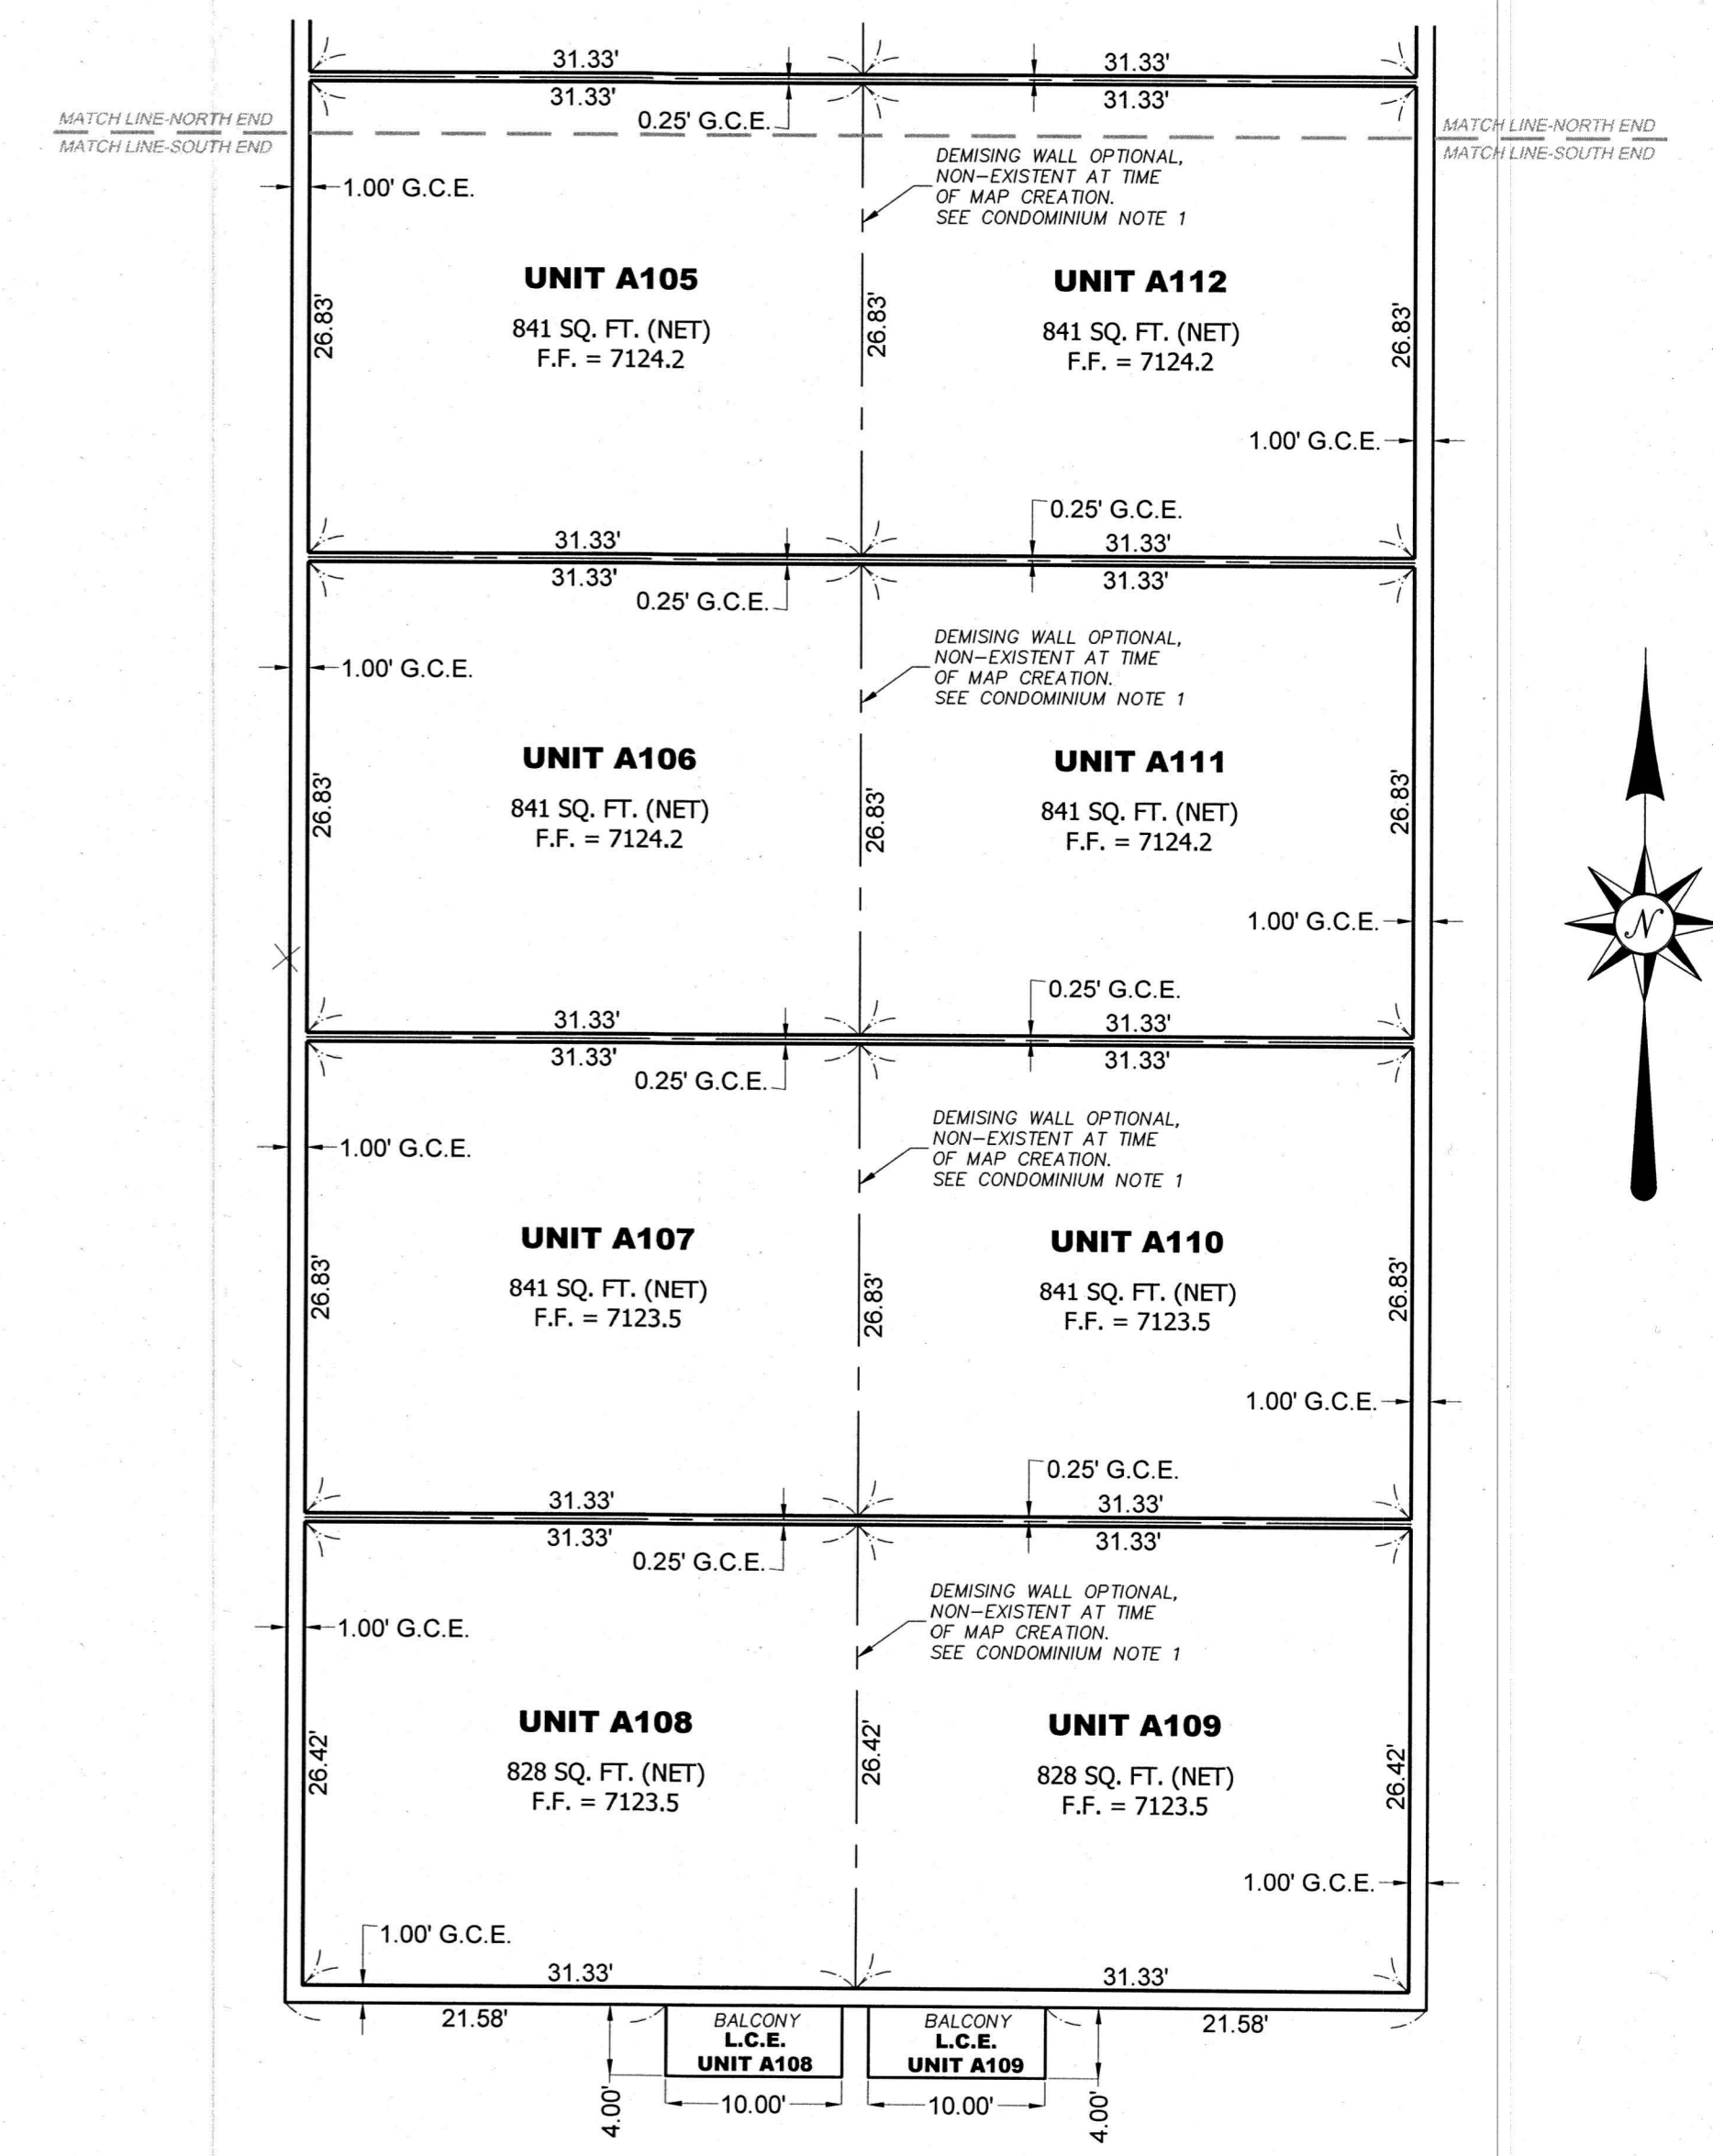 31.33'
31.33'
31.33'
31.33'
0.25' G.C.E.
MATCH LINE-NORTH END
MATCH LINE-SOUTH END
MATCH LINE-NORTH END
MATCH LINE-SOUTH END
DEMISING WALL OPTIONAL,
NON-EXISTENT AT TIME
OF MAP CREATION.
SEE CONDOMINIUM NOTE 1
1.00' G.C.E.
UNIT A105
841 SQ. FT. (NET)
F.F. = 7124.2
UNIT A112
841 SQ. FT. (NET)
F.F. = 7124.2
26.83'
26.83'
26.83'
1.00' G.C.E.
0.25' G.C.E.
31.33'
31.33'
31.33'
31.33'
0.25' G.C.E.
DEMISING WALL OPTIONAL,
NON-EXISTENT AT TIME
OF MAP CREATION.
SEE CONDOMINIUM NOTE 1
1.00' G.C.E.
UNIT A106
841 SQ. FT. (NET)
F.F. = 7124.2
UNIT A111
841 SQ. FT. (NET)
F.F. = 7124.2
26.83'
26.83'
26.83'
N
1.00' G.C.E.
0.25' G.C.E.
31.33'
31.33'
31.33'
31.33'
0.25' G.C.E.
DEMISING WALL OPTIONAL,
NON-EXISTENT AT TIME
OF MAP CREATION.
SEE CONDOMINIUM NOTE 1
1.00' G.C.E.
UNIT A107
841 SQ. FT. (NET)
F.F. = 7123.5
UNIT A110
841 SQ. FT. (NET)
F.F. = 7123.5
26.83'
26.83'
26.83'
1.00' G.C.E.
0.25' G.C.E.
31.33'
31.33'
31.33'
31.33'
0.25' G.C.E.
DEMISING WALL OPTIONAL,
NON-EXISTENT AT TIME
OF MAP CREATION.
SEE CONDOMINIUM NOTE 1
1.00' G.C.E.
UNIT A108
828 SQ. FT. (NET)
F.F. = 7123.5
UNIT A109
828 SQ. FT. (NET)
F.F. = 7123.5
26.42'
26.42'
26.42'
1.00' G.C.E.
1.00' G.C.E.
31.33'
31.33'
21.58'
21.58'
BALCONY
L.C.E.
UNIT A108
BALCONY
L.C.E.
UNIT A109
4.00'
10.00'
10.00'
4.00'